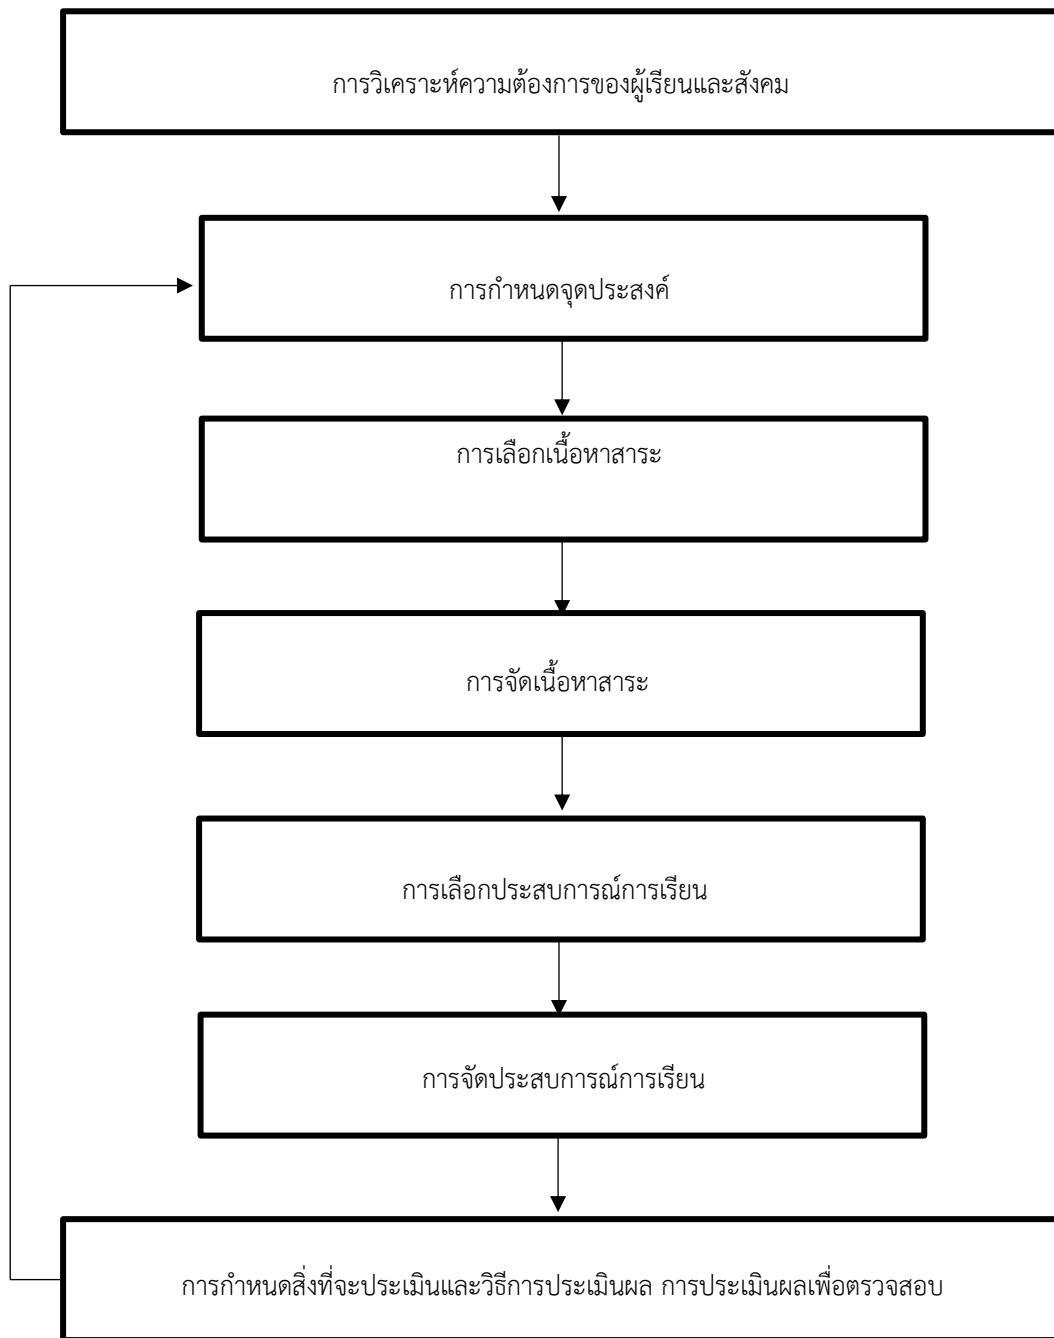 การวิเคราะห์ความต้องการของผู้เรียนและสังคม
การกำหนดจุดประสงค์
การเลือกเนื้อหาสาระ
การจัดเนื้อหาสาระ
การเลือกประสบการณ์การเรียน
การจัดประสบการณ์การเรียน
การกำหนดสิ่งที่จะประเมินและวิธีการประเมินผล การประเมินผลเพื่อตรวจสอบ